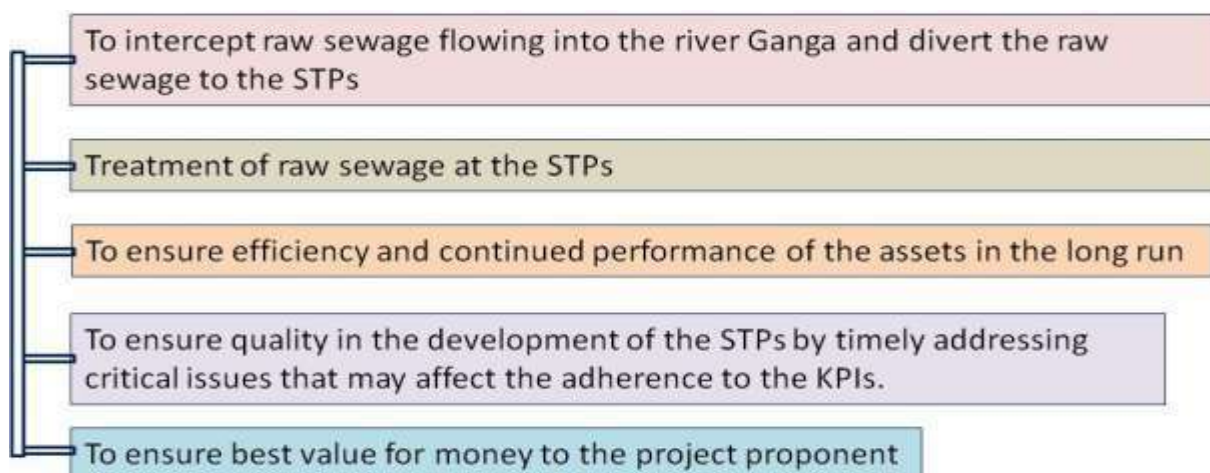 To intercept raw sewage flowing into the river Ganga and divert the raw
sewage to the STPs
Treatment of raw sewage at the STPs
To ensure efficiency and continued performance of the assets in the long run
To ensure quality in the development of the STPs by timely addressing
critical issues that may affect the adherence to the KPIs.
To ensure best value for money to the project proponent